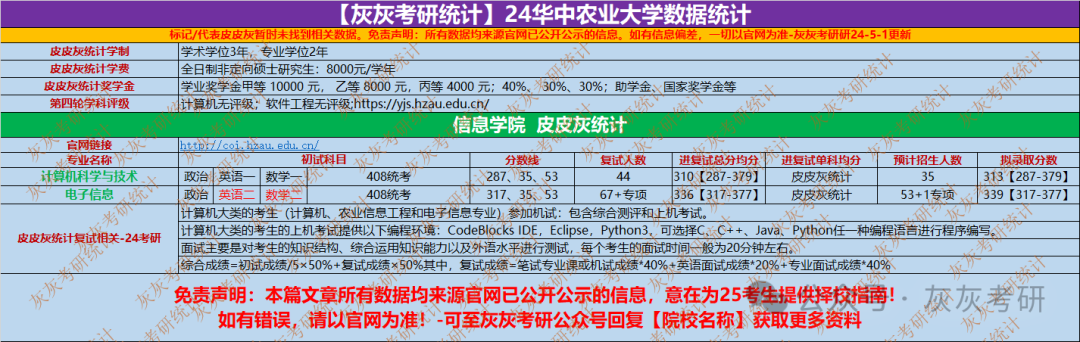 【灰灰考研统计】24华中农业大学数据统计
标记/代表皮皮灰暂时未找到相关数据。免责声明：所有数据均来源官网已公开公示的信息。如有信息偏差，一切以官网为准-灰灰考研研24-5-1更新
皮皮灰统计学制 学术学位3年，专业学位2年
皮皮灰统计学费 全日制非定向硕士研究生：8000元/学年
皮皮灰统计奖学金 学业奖学金甲等 10000 元， 乙等 8000 元，丙等 4000 元；40%、 30%、30%；助学金、国家奖学金等
第四轮学科评级 计算机无评级；软件工程无评级;https://yjs.hzau.edu.cn/
信息学院 皮皮灰统计
官网链接 http://coi.hzau.edu.cn/
专业名称 初试科目 分数线 复试人数 进复试总分均分 进复试单科均分 预计招生人数 拟录取分数
计算机科学与技术 政治 英语一 数学一 408统考 287、35、53 44 310【287-379】 皮皮灰统计 35 313【287-379】
电子信息 政治 英语二 数学二 408统考 317、35、53 67+专项 336【317-377】 皮皮灰统计 53+1专项 339【317-377】
皮皮灰统计复试相关-24考研
计算机大类的考生（计算机、农业信息工程和电子信息专业）参加机试：包含综合测评和上机考试。
计算机大类的考生的上机考试提供以下编程环境：CodeBlocks IDE，Eclipse，Python3，可选择C、C++、Java、Python任一种编程语言进行程序编写。
面试主要是对考生的知识结构、综合运用知识能力以及外语水平进行测试，每个考生的面试时间一般为20分钟左右。
综合成绩=初试成绩/5×50%+复试成绩×50%其中，复试成绩=笔试专业课或机试成绩*40%+英语面试成绩*20%+专业面试成绩*40%
免责声明：本篇文章所有数据均来源官网已公开公示的信息，意在为25考生提供择校指南！
如有错误，请以官网为准！-可至灰灰考研公众号回复【院校名称】获取更多资料
公众号 · 灰灰考研
灰灰考研统计